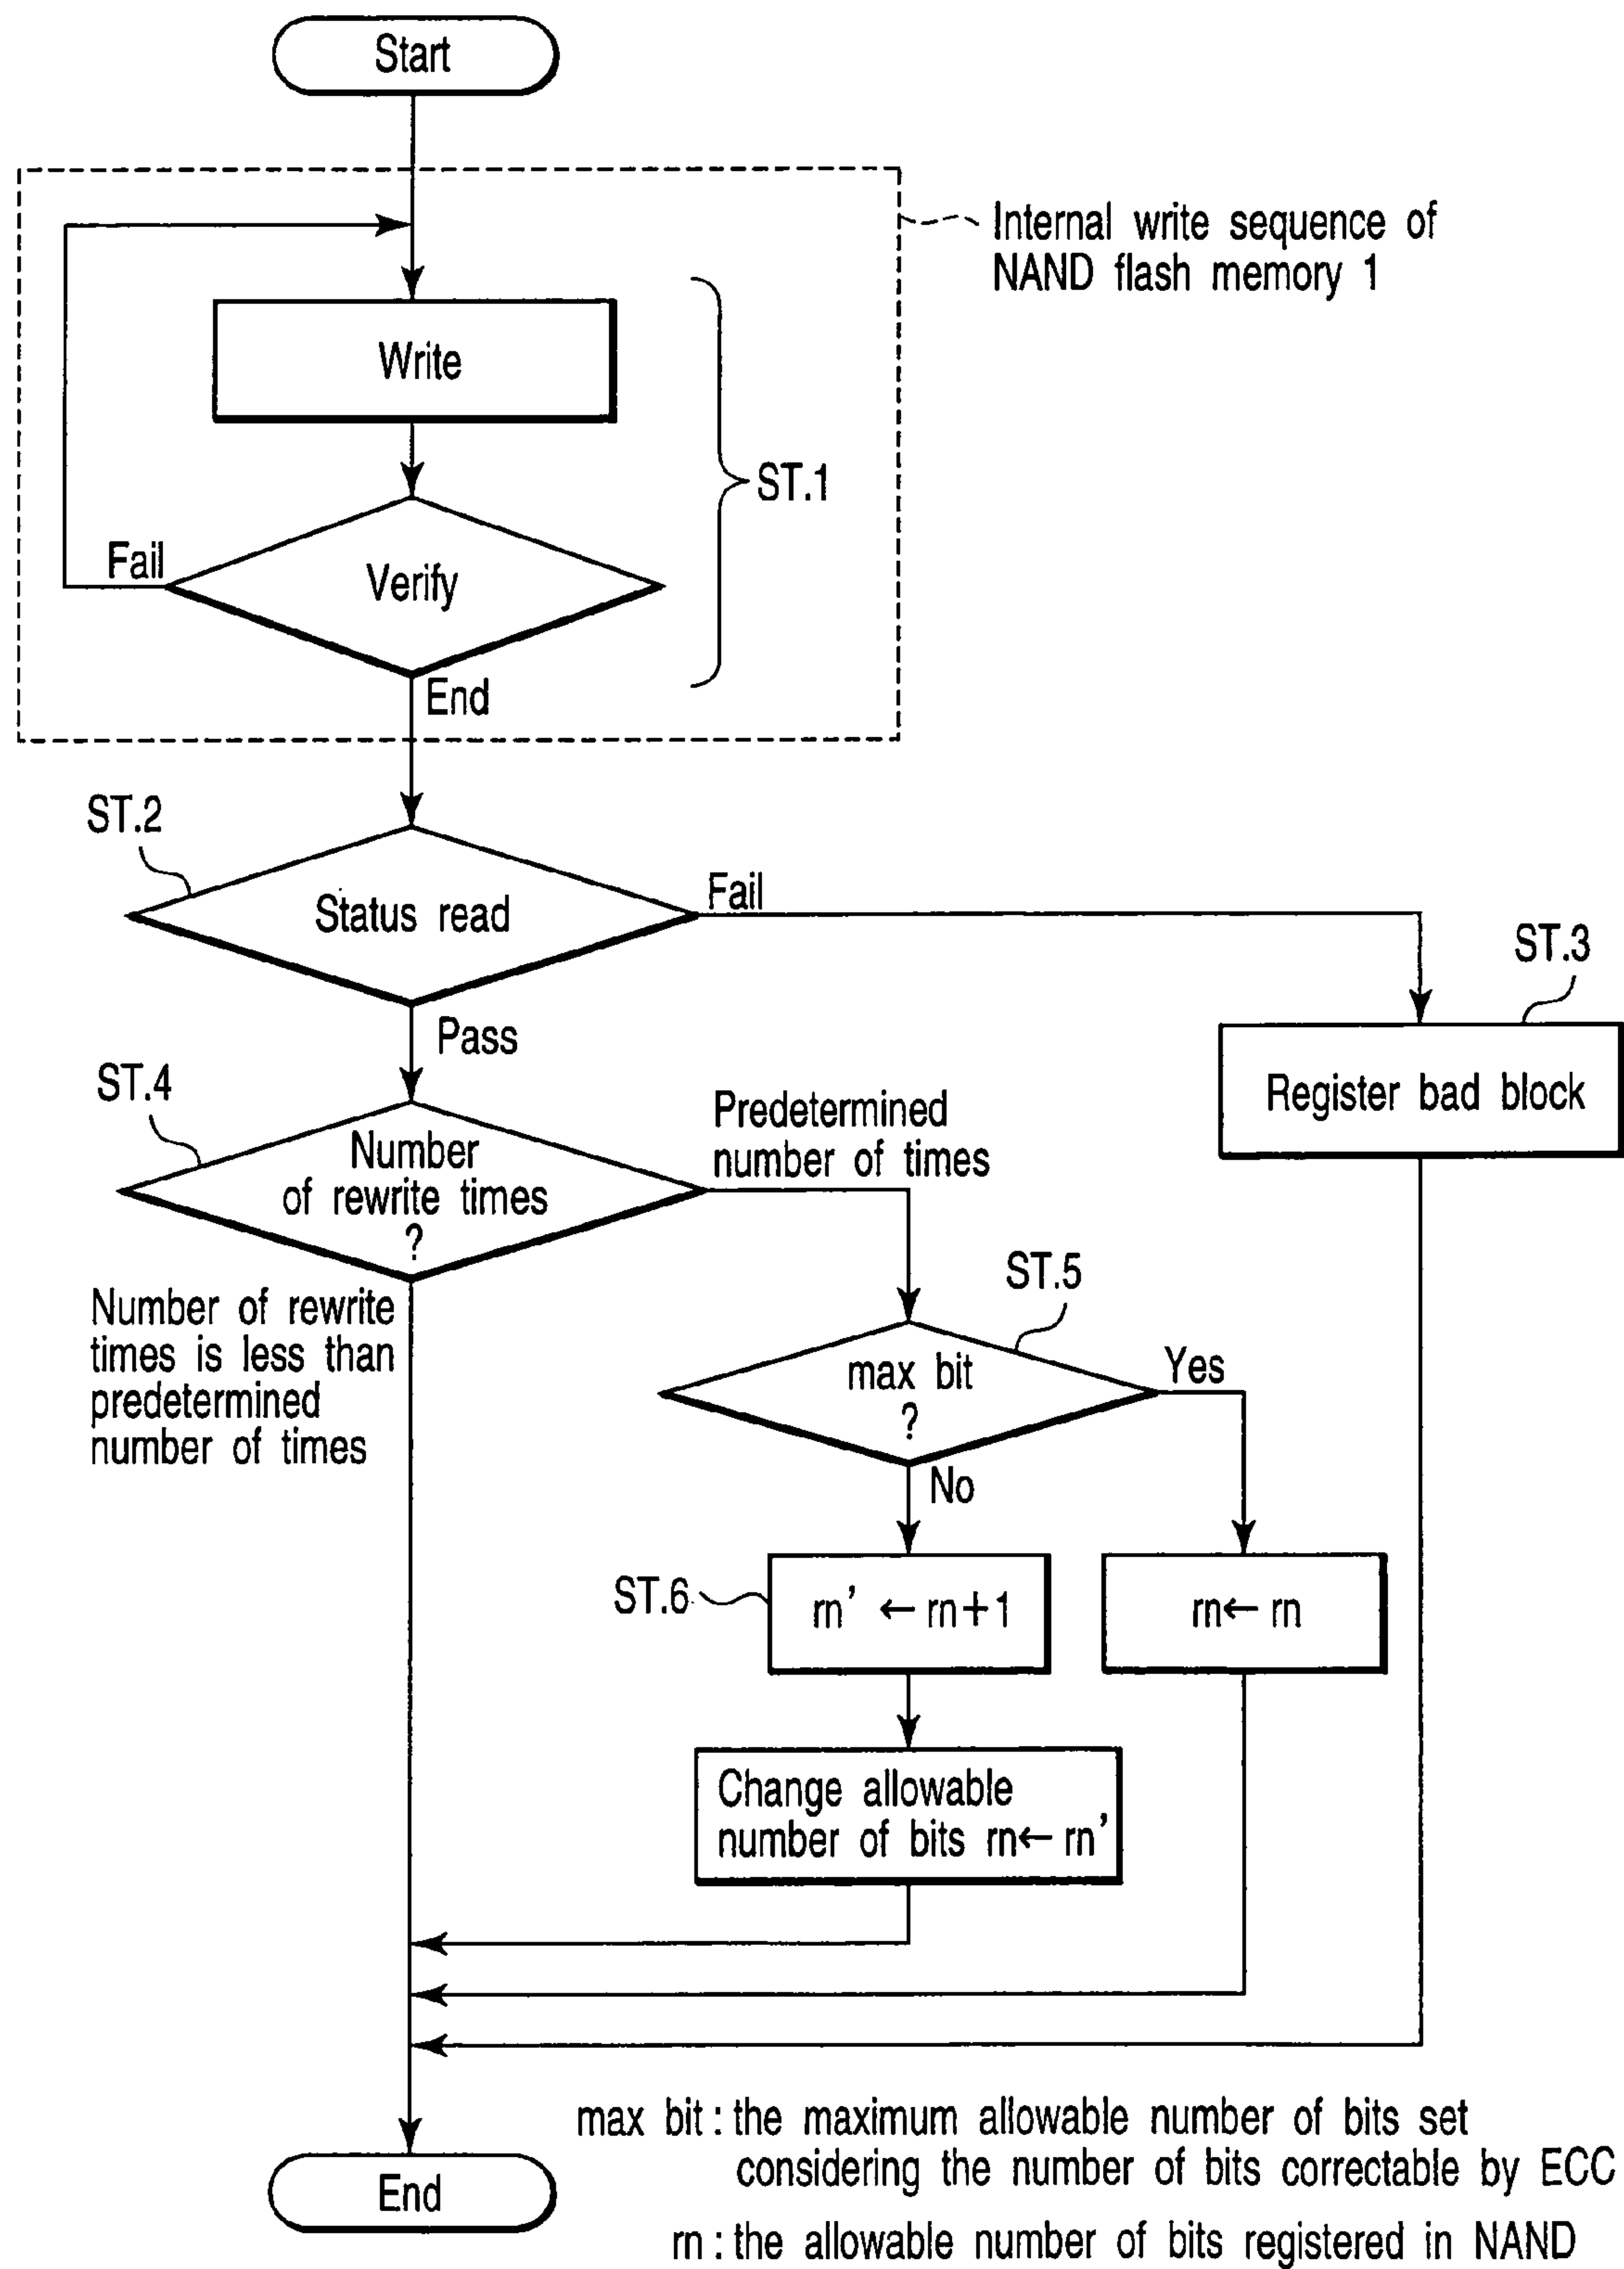 Start
Internal write sequence of
NAND flash memory 1
Write
ST.1
Fail
Verify
End
ST.2
Status read
Fail
ST.3
Pass
Register bad block
ST.4
Predetermined
number of times
Number
of rewrite times
?
Number of rewrite
times is less than
predetermined
number of times
ST.5
max bit
?
Yes
No
ST.6
rn' ← rn+1
rn← rn
Change allowable
number of bits rn← rn'
End
max bit : the maximum allowable number of bits set
considering the number of bits correctable by ECC
rn : the allowable number of bits registered in NAND